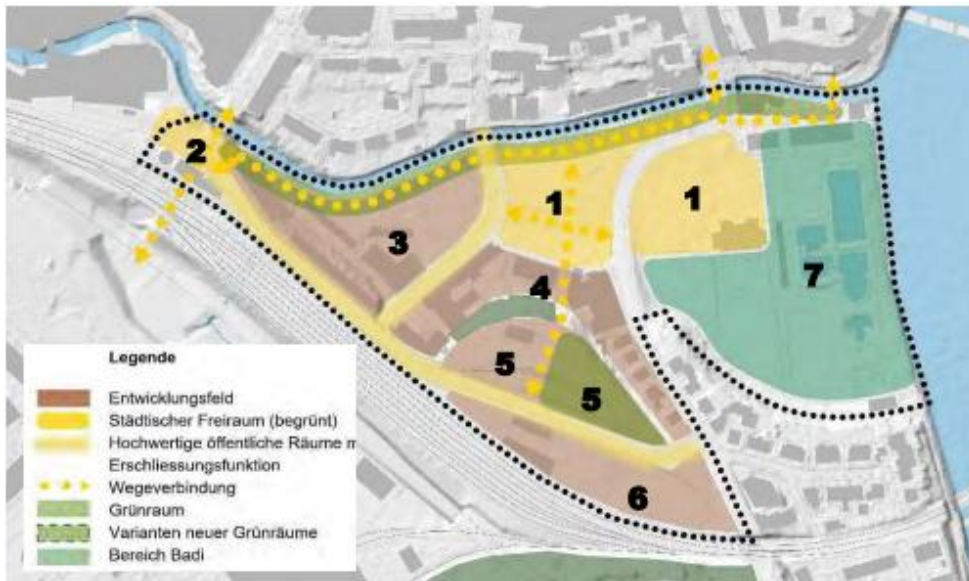 2
1
1
3
7
4
5
5
6
Legende
Entwicklungsfeld
Städtischer Freiraum (begrünt)
Hochwertige öffentliche Räume m
Erschliessungsfunktion
Wegeverbindung
Grünraum
Varianten neuer Grünräume
Bereich Badi